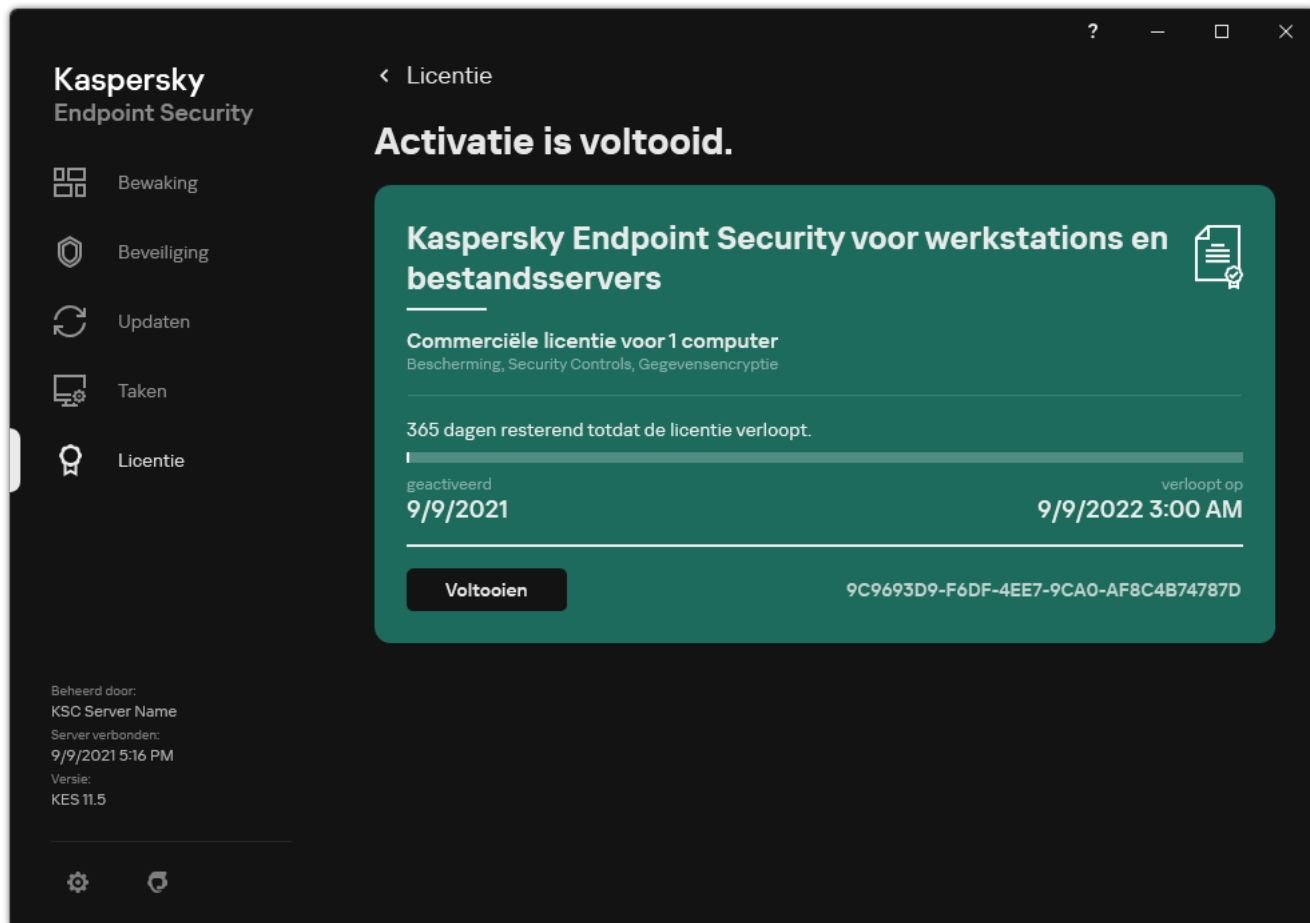 ?
Kaspersky
Endpoint Security
Bewaking
Beveiliging
Updaten
Taken
Licentie
Beheerd door:
KSC Server Name
Server verbonden:
9/9/2021 5:16 PM
Versie:
KES 11.5
Licentie
Activatie is voltooid.
Kaspersky Endpoint Security voor werkstations en
bestandsservers
Commerciële licentie voor 1 computer
Bescherming, Security Controls, Gegevensencryptie
365 dagen resterend totdat de licentie verloopt.
geactiveerd
verloopt op
9/9/2021
9/9/2022 3:00 AM
Voltooien
9C9693D9-F6DF-4EE7-9CA0-AF8C4B74787D